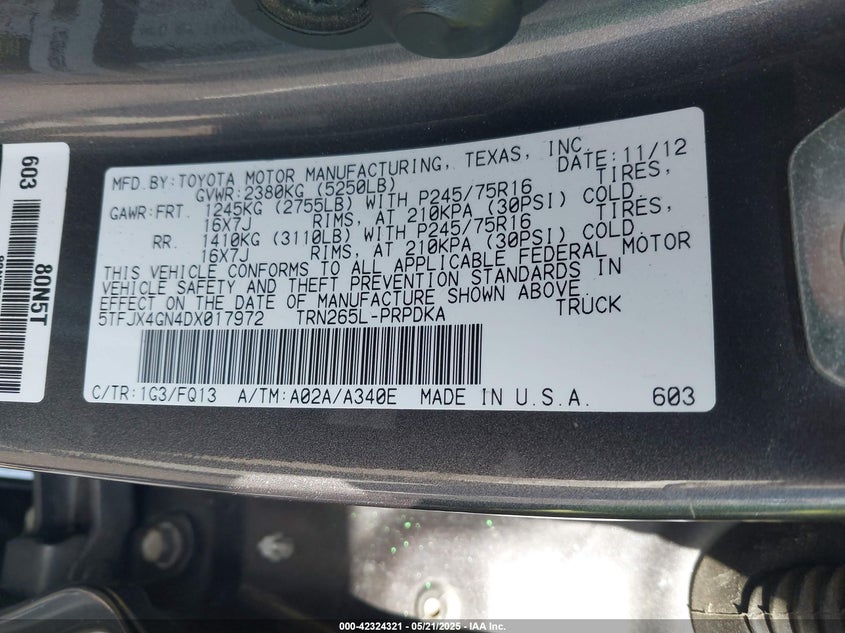 MFD.BY:TOYOTA MOTOR MANUFACTURING, TEXAS, INC.
GVWR:2380KG (5250LB) DATE:11/12
GAWR:FRT. 1245KG (2755LB) WITH P245/75R16 TIRES,
16X7J RIMS, AT 210KPA (30PSI) COLD
RR. 1410KG (3110LB) WITH P245/75R16 TIRES,
16X7J RIMS, AT 210KPA (30PSI) COLD
THIS VEHICLE CONFORMS TO ALL APPLICABLE FEDERAL MOTOR
VEHICLE SAFETY AND THEFT PREVENTION STANDARDS IN
EFFECT ON THE DATE OF MANUFACTURE SHOWN ABOVE.
5TFJX4GN4DX017972 TRN265L-PRPDKA TRUCK
C/TR:1G3/FQ13 A/TM:A02A/A340E MADE IN U.S.A. 603
603
80N5T
000-42324321 - 05/21/2025 - IAA Inc.